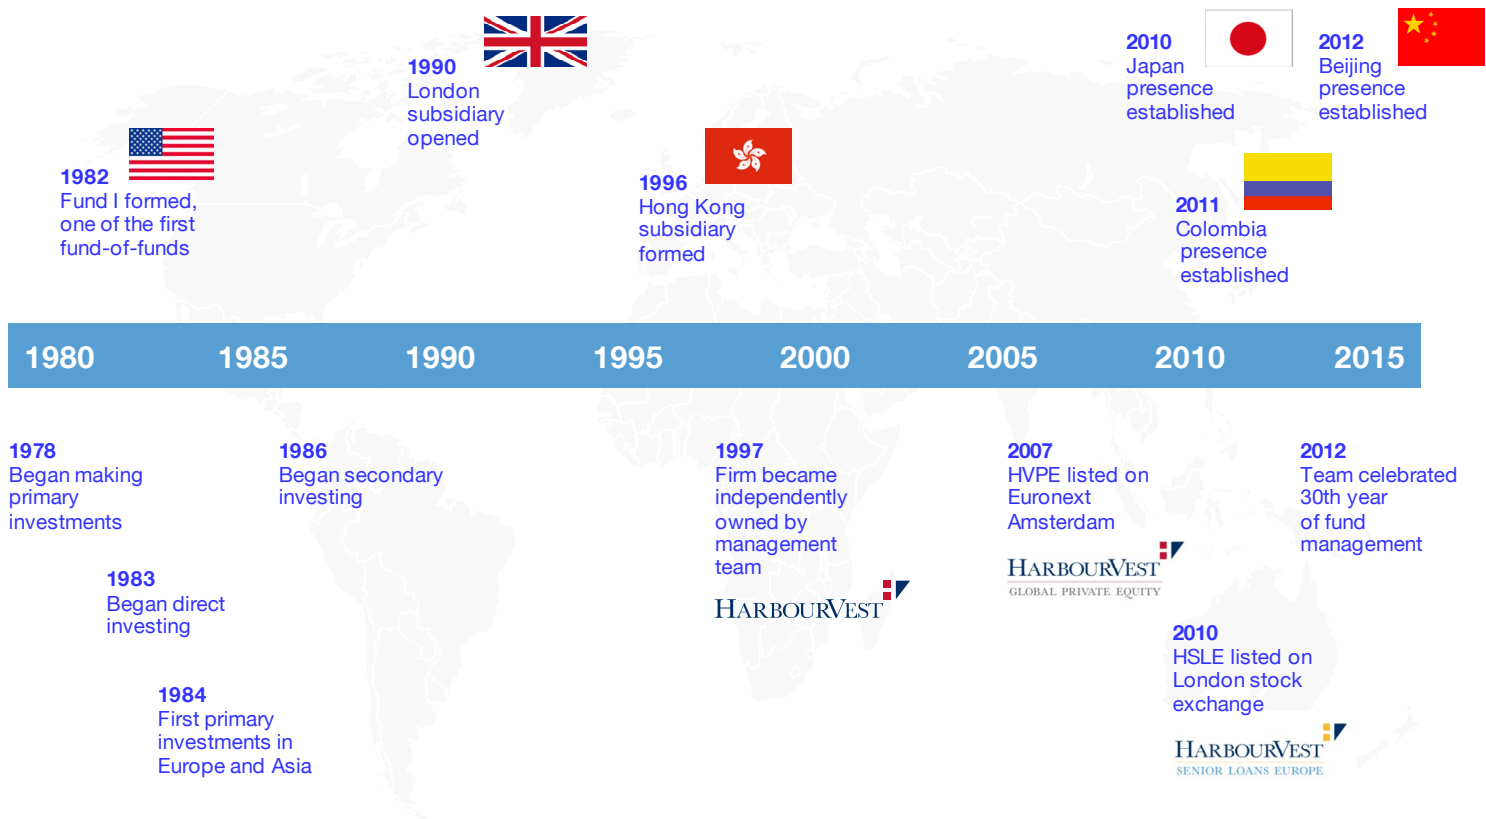 1982
Fund I formed,
one of the first
fund-of-funds
1990
London
subsidiary
opened
1996
Hong Kong
subsidiary
formed
2010
Japan
presence
established
2012
Beijing
presence
established
2011
Colombia
presence
established
1980 1985 1990 1995 2000 2005 2010 2015
1978
Began making
primary
investments
1983
Began direct
investing
1984
First primary
investments in
Europe and Asia
1986
Began secondary
investing
1997
Firm became
independently
owned by
management
team
HARBOURVEST
2007
HVPE listed on
Euronext
Amsterdam
HARBOURVEST
GLOBAL PRIVATE EQUITY
2010
HSLE listed on
London stock
exchange
HARBOURVEST
SENIOR LOANS EUROPE
2012
Team celebrated
30th year
of fund
management